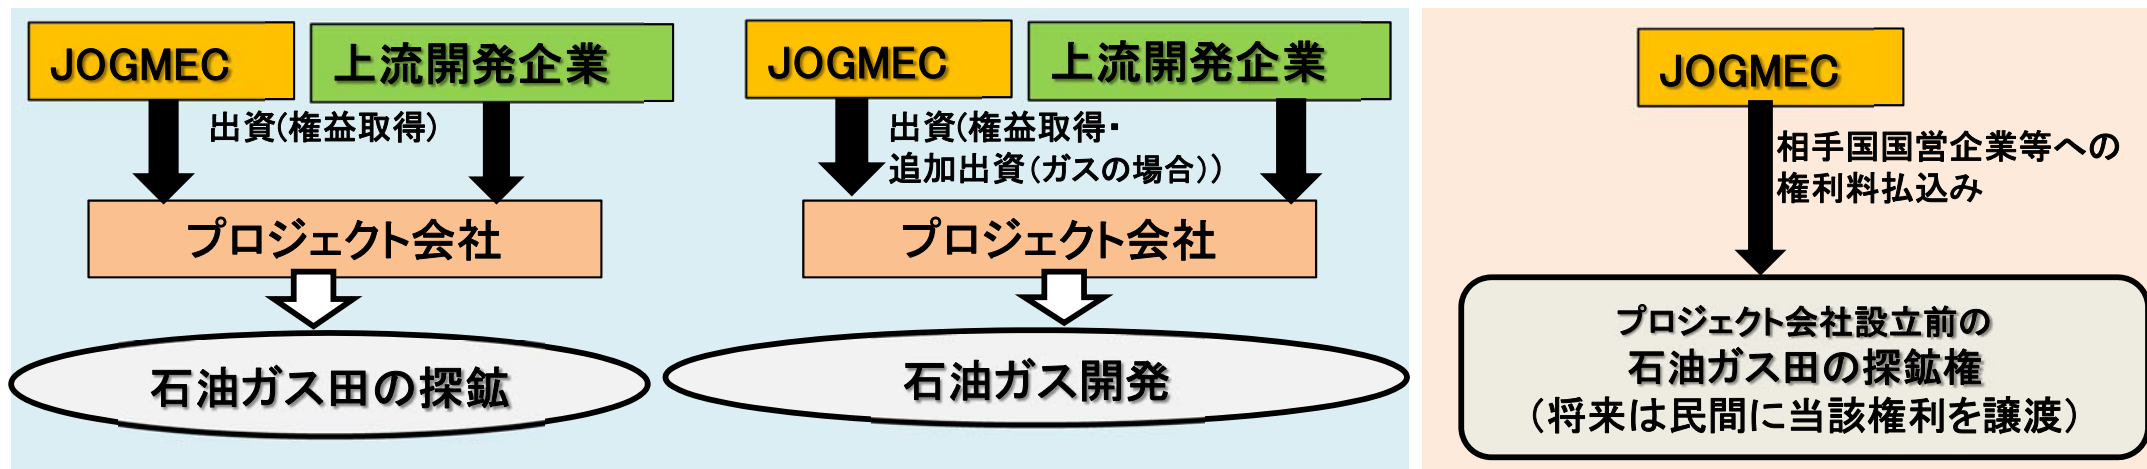 JOGMEC
上流開発企業
出資(権益取得)
プロジェクト会社
石油ガス田の探鉱
JOGMEC
上流開発企業
出資(権益取得・
追加出資(ガスの場合))
プロジェクト会社
石油ガス開発
JOGMEC
相手国国営企業等への
権利料払込み
プロジェクト会社設立前の
石油ガス田の探鉱権
(将来は民間に当該権利を譲渡)